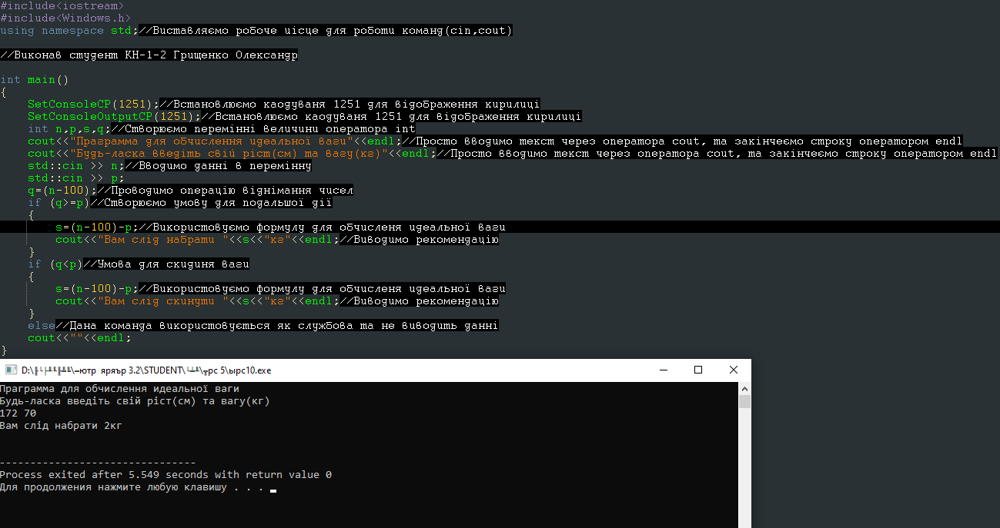 #include<iostream>
#include<Windows.h>
using namespace std;//Виставляємо робоче иісце для роботи команд(cin,cout)
//Виконав студент КН-1-2 Грищенко Олександр
int main()
{
SetConsoleCP(1251);//Встановлюємо каодуваня 1251 для відображення кирилиці
SetConsoleOutputCP(1251);//Встановлюємо каодуваня 1251 для відображення кирилиці
int n,p,s,q;//Створюємо перемінні величини оператора int
cout<<"Праграмма для обчислення идеальної ваги"<<endl;//Просто вводимо текст через оператора cout, та закінчеємо строку оператором endl
cout<<"Будь-ласка введіть свій ріст(см) та вагу(кг)"<<endl;//Просто вводимо текст через оператора cout, та закінчеємо строку оператором endl
std::cin >> n;//Вводимо данні в перемінну
std::cin >> p;
q=(n-100);//Проводимо операцію віднімання чисел
if (q>=p)//Створюємо умову для подальшої дії
{
s=(n-100)-p;//Використовуємо формулу для обчисленя идеальної ваги
cout<<"Вам слід набрати "<<s<<"кг"<<endl;//Виводимо рекомендацію
}
if (q<p)//Умова для скидиня ваги
{
s=(n-100)-p;//Використовуємо формулу для обчисленя идеальної ваги
cout<<"Вам слід скинути "<<s<<"кг"<<endl;//Виводимо рекомендацію
}
else//Дана команда використовується як службова та не виводить данні
cout<<""<<endl;
}
3.2\STUDENT\ 5\ырс10.exe
Праграмма для обчислення идеальної ваги
Будь-ласка введіть свій ріст(см) та вагу(кг)
172 70
Вам слід набрати 2кг
--------------------------------
Process exited after 5.549 seconds with return value 0
Для продолжения нажмите любую клавишу . . .